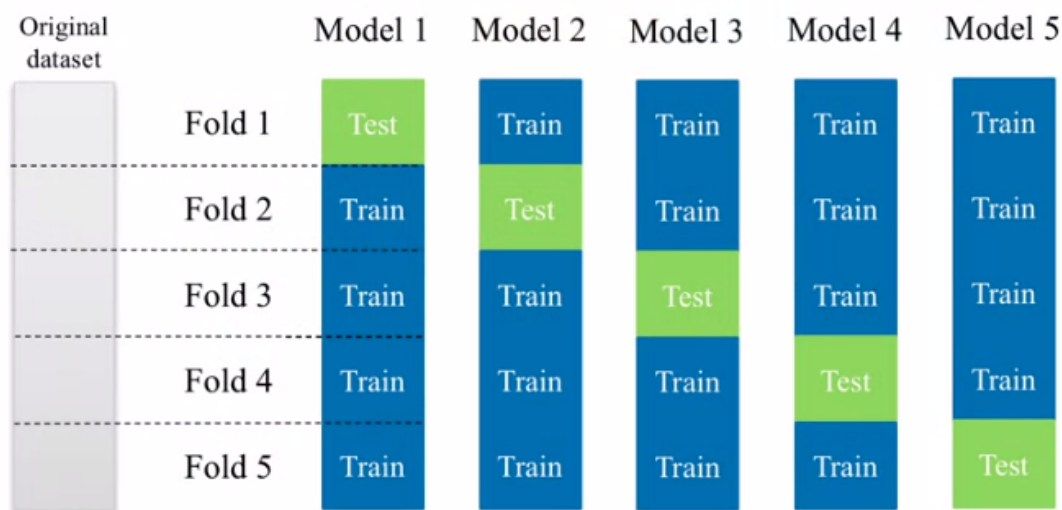 Original
dataset
Model 1 Model 2 Model 3 Model 4 Model 5
Fold 1 Test Train Train Train Train
Fold 2 Train Test Train Train Train
Fold 3 Train Train Test Train Train
Fold 4 Train Train Train Test Train
Fold 5 Train Train Train Train Test